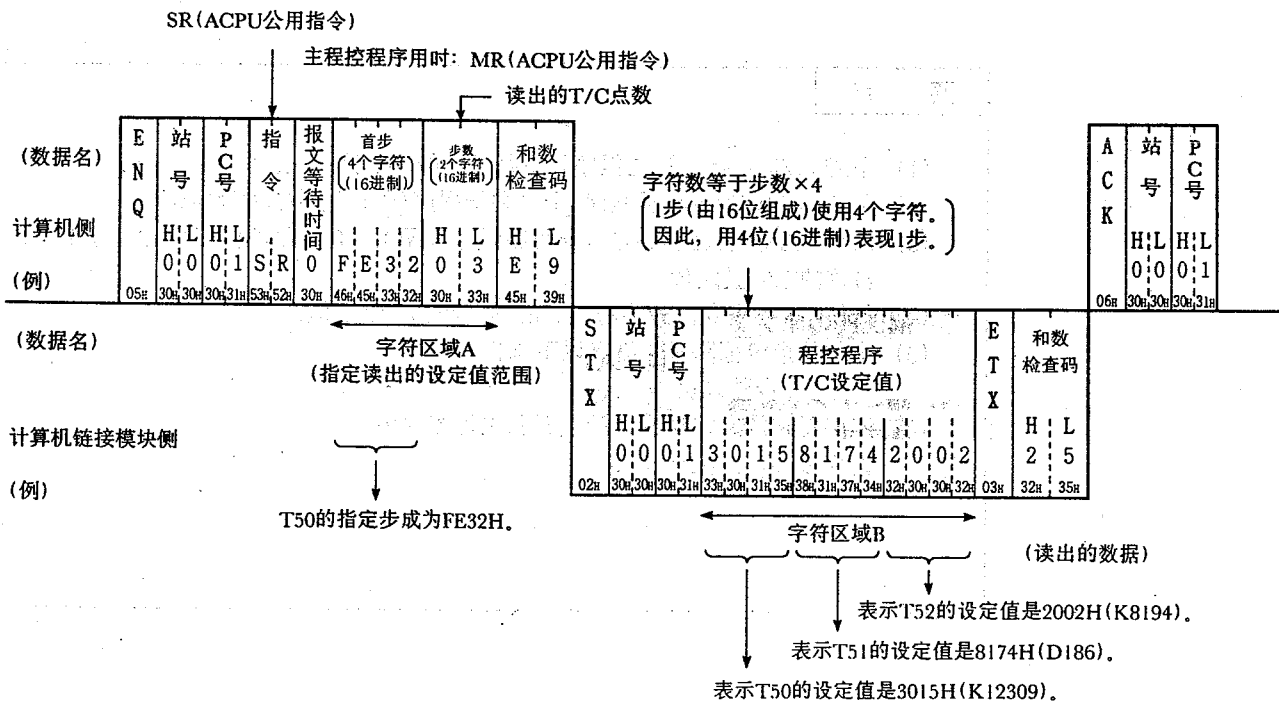 SR(ACPU公用指令)
主程控程序用时：MR(ACPU公用指令)
读出的T/C点数
(数据名)
计算机侧
(例)
ENQ
05H
站号
H L
0 0
30H 30H
PC号
H L
0 1
30H 31H
指令
S R
53H 52H
报文等待时间
0
30H
首步
(4个字符)
(16进制)
F E 3 2
46H 45H 33H 32H
步数
(2个字符)
(16进制)
H L
0 3
30H 33H
和数
检查码
H L
E 9
45H 39H
字符区域A
(指定读出的设定值范围)
T50的指定步成为FE32H。
字符数等于步数×4
(1步(由16位组成)使用4个字符。
因此，用4位(16进制)表现1步。)
ACK
06H
站号
H L
0 0
30H 30H
PC号
H L
0 1
30H 31H
(数据名)
计算机链接模块侧
(例)
STX
02H
站号
H L
0 0
30H 30H
PC号
H L
0 1
30H 31H
程控程序
(T/C设定值)
3 0 1 5 8 1 7 4 2 0 0 2
33H 30H 31H 35H 38H 31H 37H 34H 32H 30H 30H 32H
ETX
03H
和数
检查码
H L
2 5
32H 35H
字符区域B
(读出的数据)
表示T52的设定值是2002H(K8194)。
表示T51的设定值是8174H(D186)。
表示T50的设定值是3015H(K12309)。